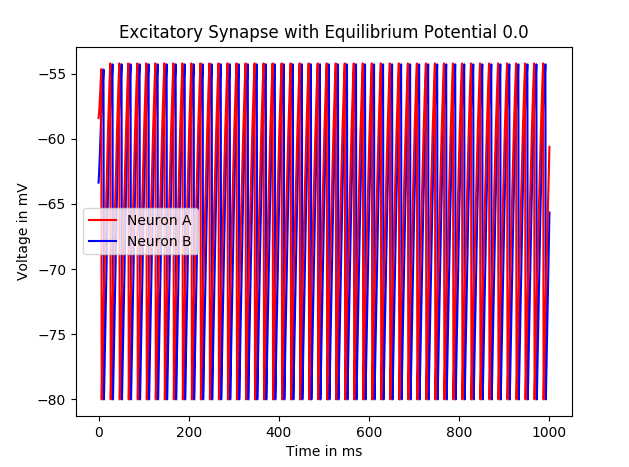 Excitatory Synapse with Equilibrium Potential 0.0
Voltage in mV
−55
−60
−65
−70
−75
−80
Neuron A
Neuron B
0
200
400
600
800
1000
Time in ms